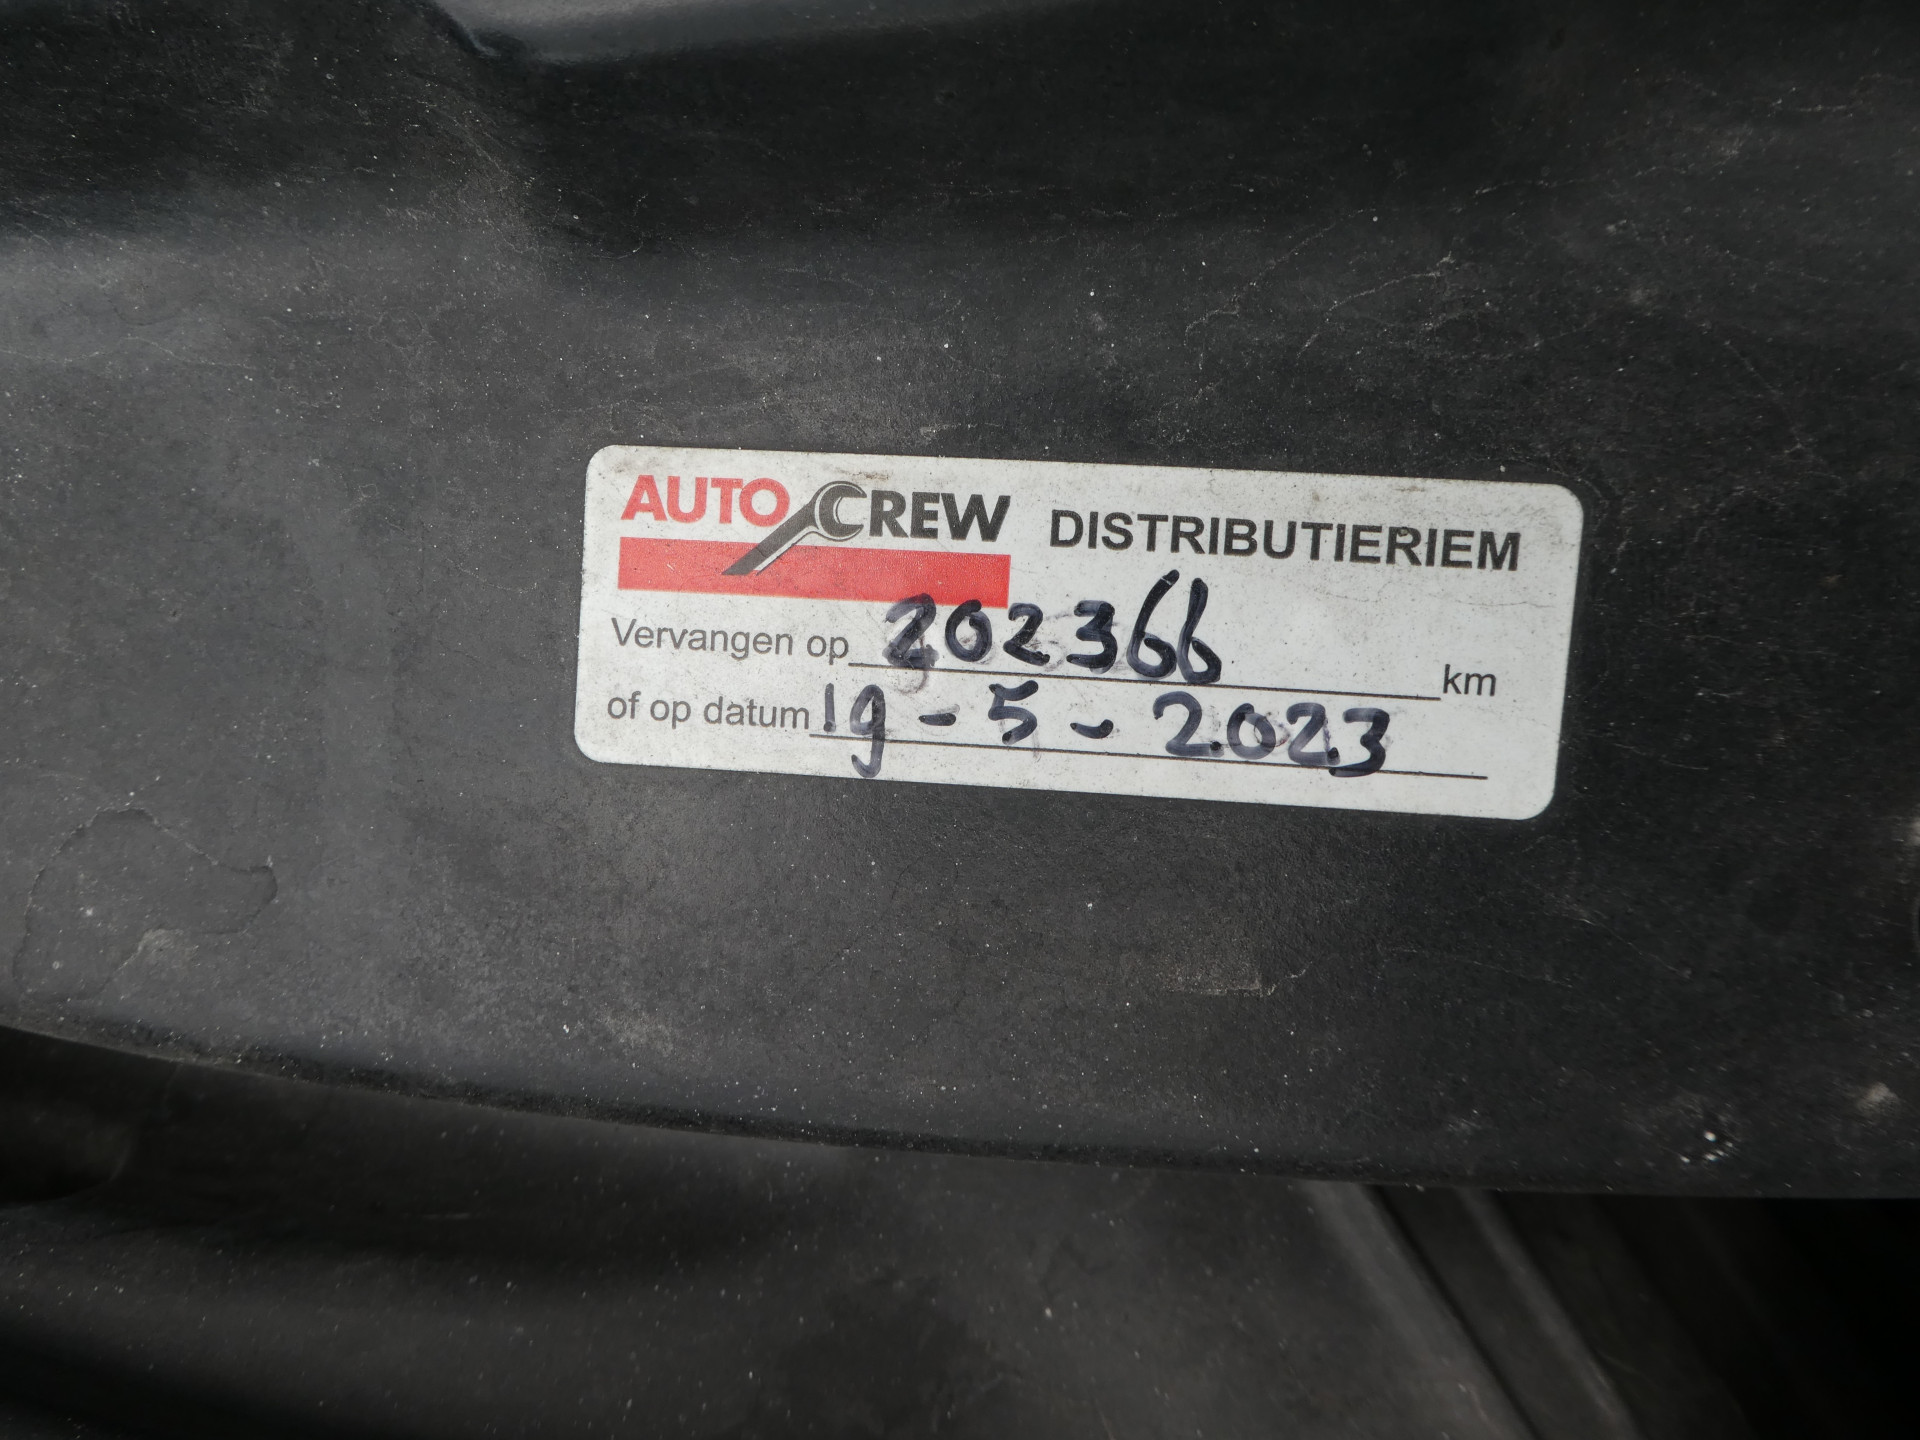 AUTO CREW DISTRIBUTIERIEM
Vervangen op 202366 km
of op datum 19-5-2023